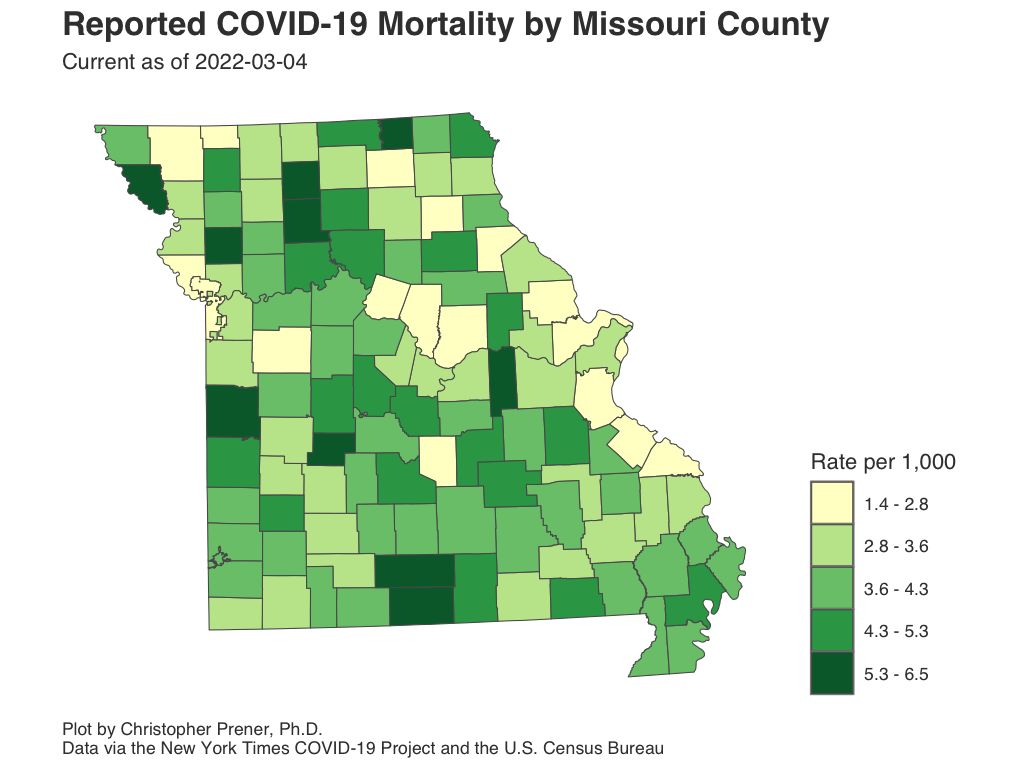 Reported COVID-19 Mortality by Missouri County
Current as of 2022-03-04
Rate per 1,000
1.4 - 2.8
2.8 - 3.6
3.6 - 4.3
4.3 - 5.3
5.3 - 6.5
Plot by Christopher Prener, Ph.D.
Data via the New York Times COVID-19 Project and the U.S. Census Bureau